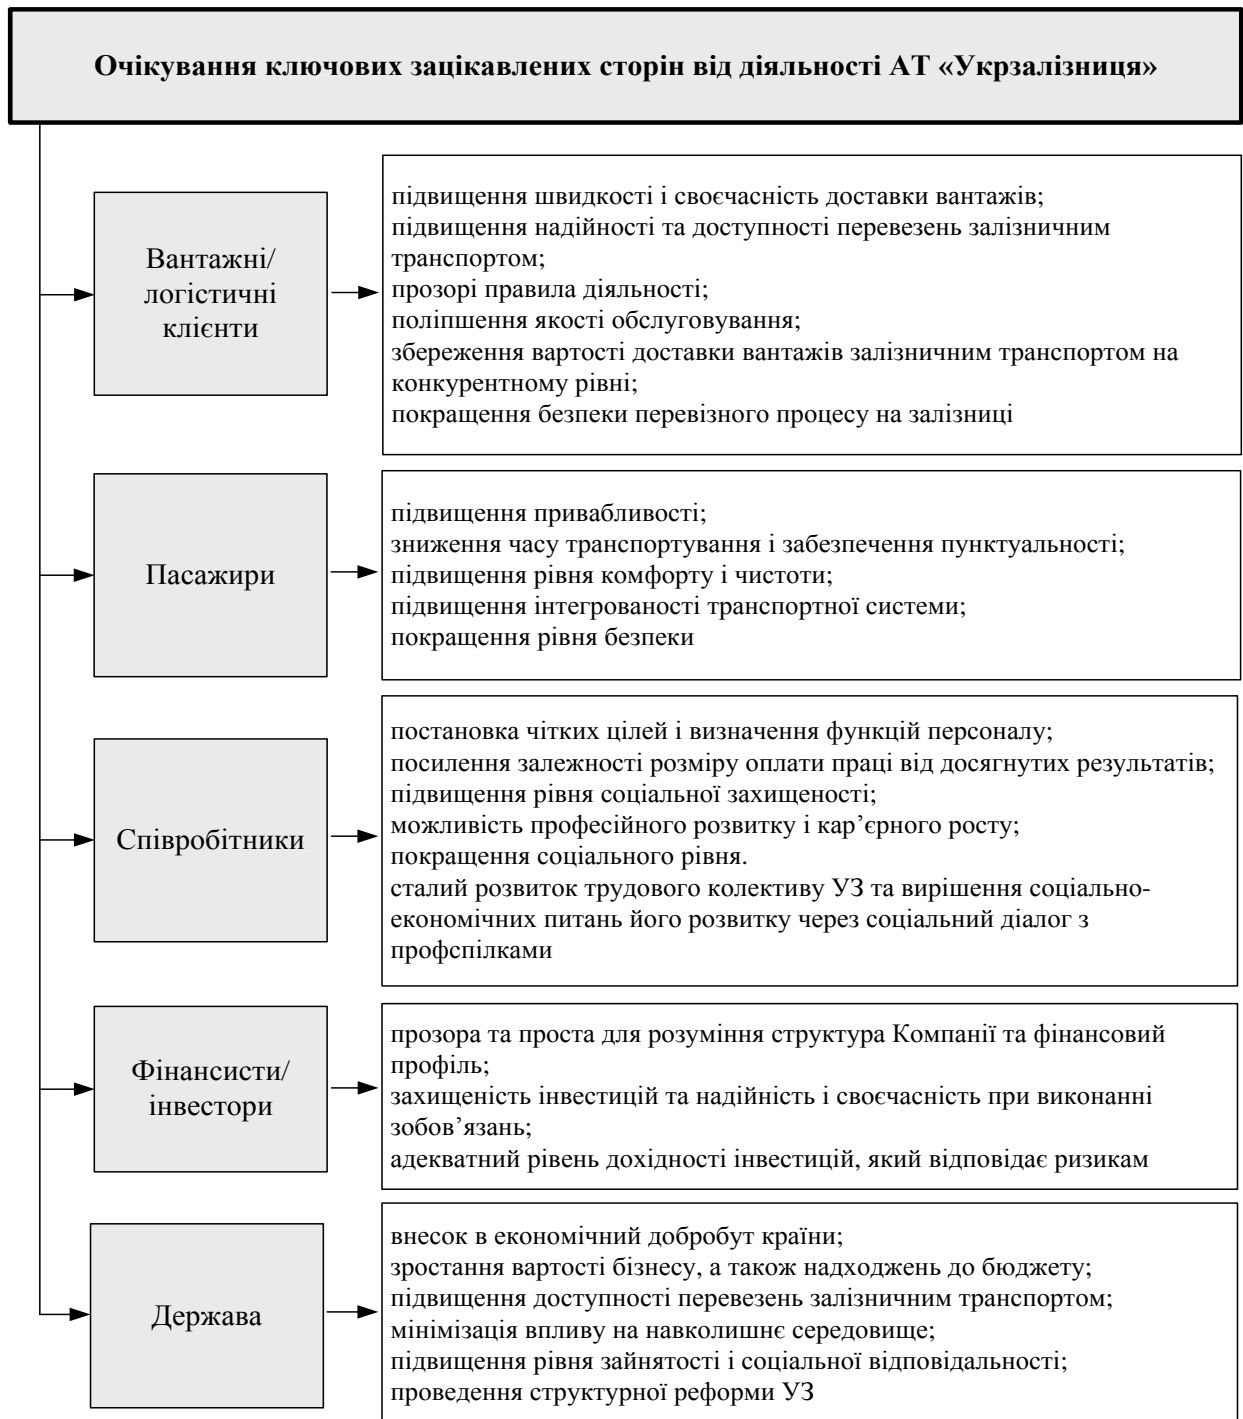 Очікування ключових зацікавлених сторін від діяльності АТ «Укрзалізниця»
Вантажні/
логістичні
клієнти
підвищення швидкості і своєчасність доставки вантажів;
підвищення надійності та доступності перевезень залізничним
транспортом;
прозорі правила діяльності;
поліпшення якості обслуговування;
збереження вартості доставки вантажів залізничним транспортом на
конкурентному рівні;
покращення безпеки перевізного процесу на залізниці
Пасажири
підвищення привабливості;
зниження часу транспортування і забезпечення пунктуальності;
підвищення рівня комфорту і чистоти;
підвищення інтегрованості транспортної системи;
покращення рівня безпеки
Співробітники
постановка чітких цілей і визначення функцій персоналу;
посилення залежності розміру оплати праці від досягнутих результатів;
підвищення рівня соціальної захищеності;
можливість професійного розвитку і кар’єрного росту;
покращення соціального рівня.
сталий розвиток трудового колективу УЗ та вирішення соціально-
економічних питань його розвитку через соціальний діалог з
профспілками
Фінансисти/
інвестори
прозора та проста для розуміння структура Компанії та фінансовий
профіль;
захищеність інвестицій та надійність і своєчасність при виконанні
зобов’язань;
адекватний рівень дохідності інвестицій, який відповідає ризикам
Держава
внесок в економічний добробут країни;
зростання вартості бізнесу, а також надходжень до бюджету;
підвищення доступності перевезень залізничним транспортом;
мінімізація впливу на навколишнє середовище;
підвищення рівня зайнятості і соціальної відповідальності;
проведення структурної реформи УЗ